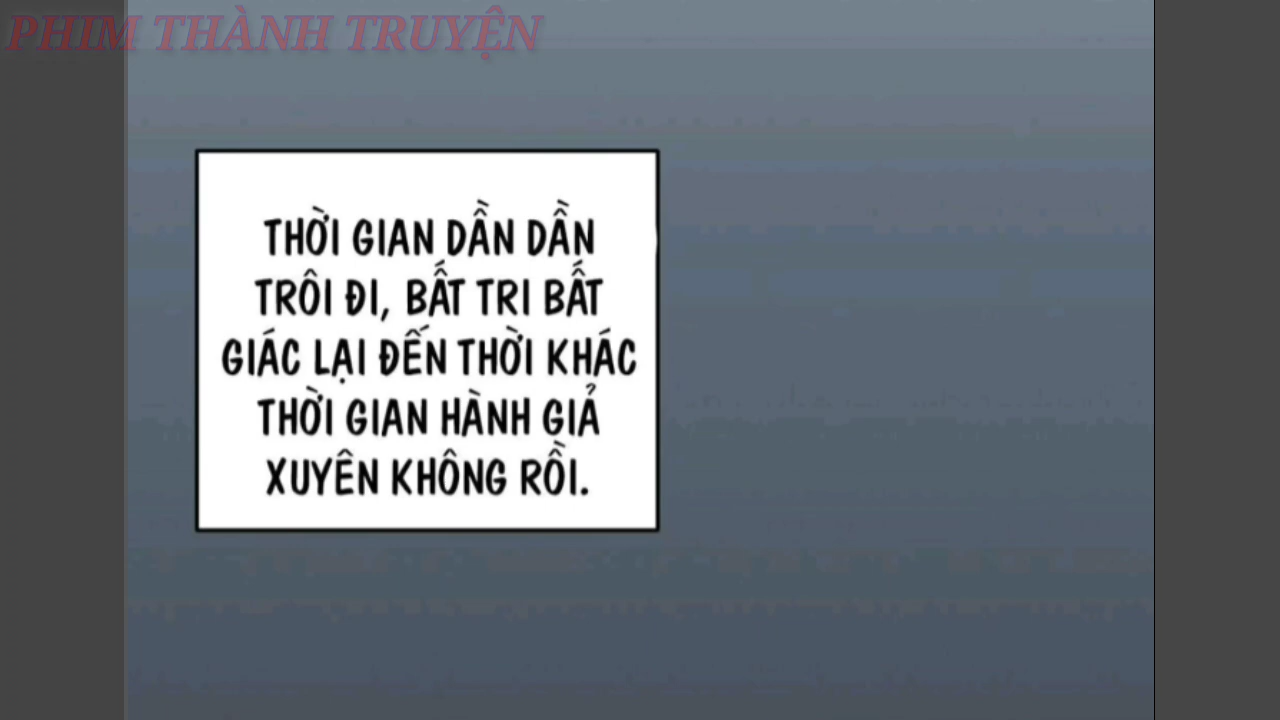 PHIM THÀNH TRUYỆN
THỜI GIAN DẦN DẦN
TRÔI ĐI, BẤT TRI BẤT
GIÁC LẠI ĐẾN THỜI KHÁC
THỜI GIAN HÀNH GIẢ
XUYÊN KHÔNG RỒI.